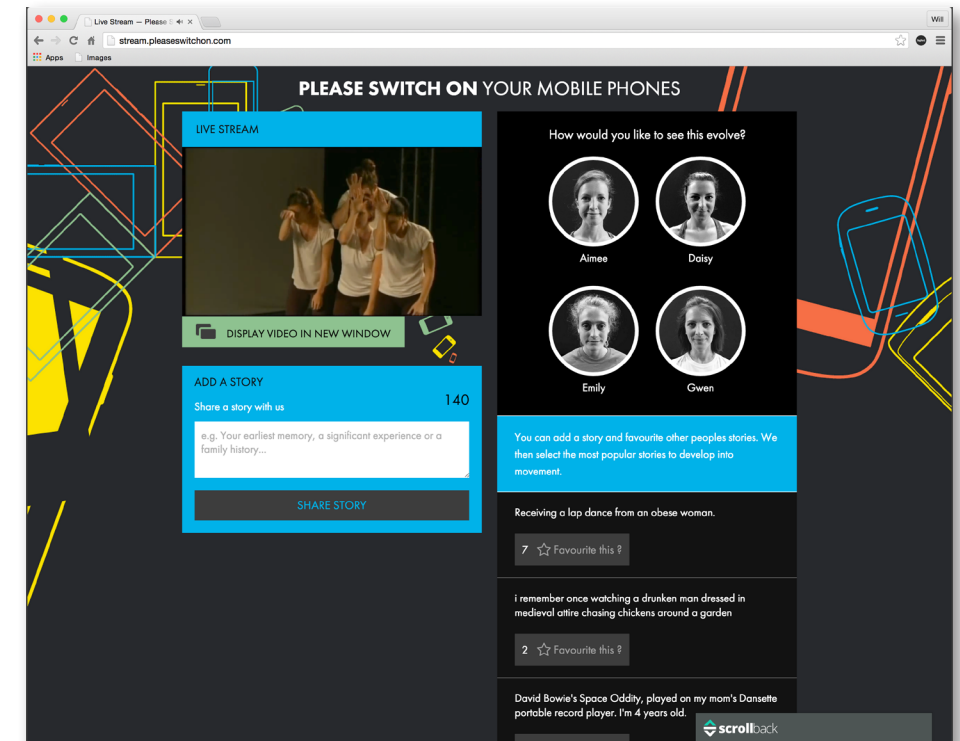 Live Stream — Please S
Will
stream.pleaseswitchon.com
Apps
Images
PLEASE SWITCH ON YOUR MOBILE PHONES
LIVE STREAM
DISPLAY VIDEO IN NEW WINDOW
ADD A STORY
140
Share a story with us
e.g. Your earliest memory, a significant experience or a
family history...
SHARE STORY
How would you like to see this evolve?
Aimee
Daisy
Emily
Gwen
You can add a story and favourite other peoples stories. We
then select the most popular stories to develop into
movement.
Receiving a lap dance from an obese woman.
7 Favourite this ?
i remember once watching a drunken man dressed in
medieval attire chasing chickens around a garden
2 Favourite this ?
David Bowie's Space Oddity, played on my mom's Dansette
portable record player. I'm 4 years old.
scrollback